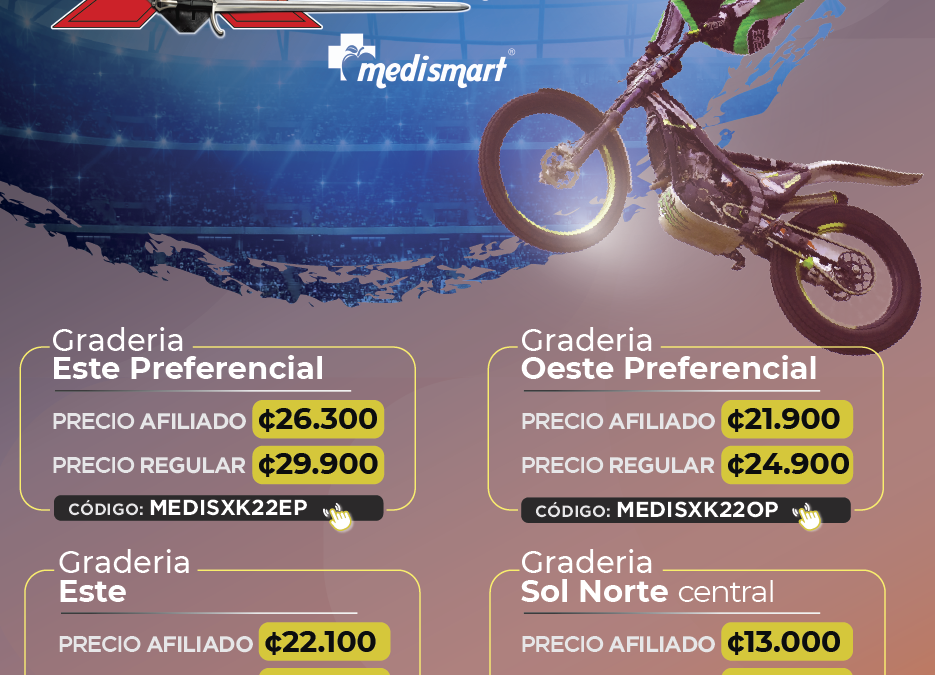 medismart®
Graderia
Este Preferencial
PRECIO AFILIADO ₡26.300
PRECIO REGULAR ₡29.900
CÓDIGO: MEDISXK22EP
Graderia
Oeste Preferencial
PRECIO AFILIADO ₡21.900
PRECIO REGULAR ₡24.900
CÓDIGO: MEDISXK22OP
Graderia
Este
PRECIO AFILIADO ₡22.100
Graderia
Sol Norte central
PRECIO AFILIADO ₡13.000